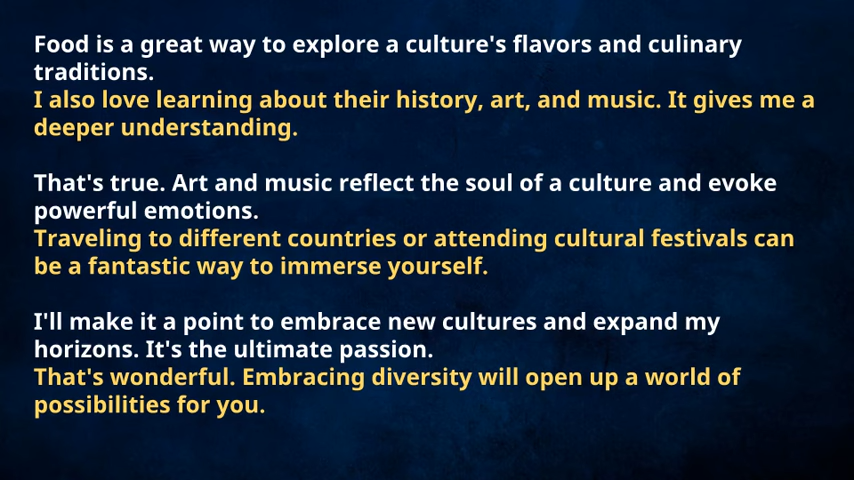 Food is a great way to explore a culture's flavors and culinary
traditions.
I also love learning about their history, art, and music. It gives me a
deeper understanding.
That's true. Art and music reflect the soul of a culture and evoke
powerful emotions.
Traveling to different countries or attending cultural festivals can
be a fantastic way to immerse yourself.
I'll make it a point to embrace new cultures and expand my
horizons. It's the ultimate passion.
That's wonderful. Embracing diversity will open up a world of
possibilities for you.